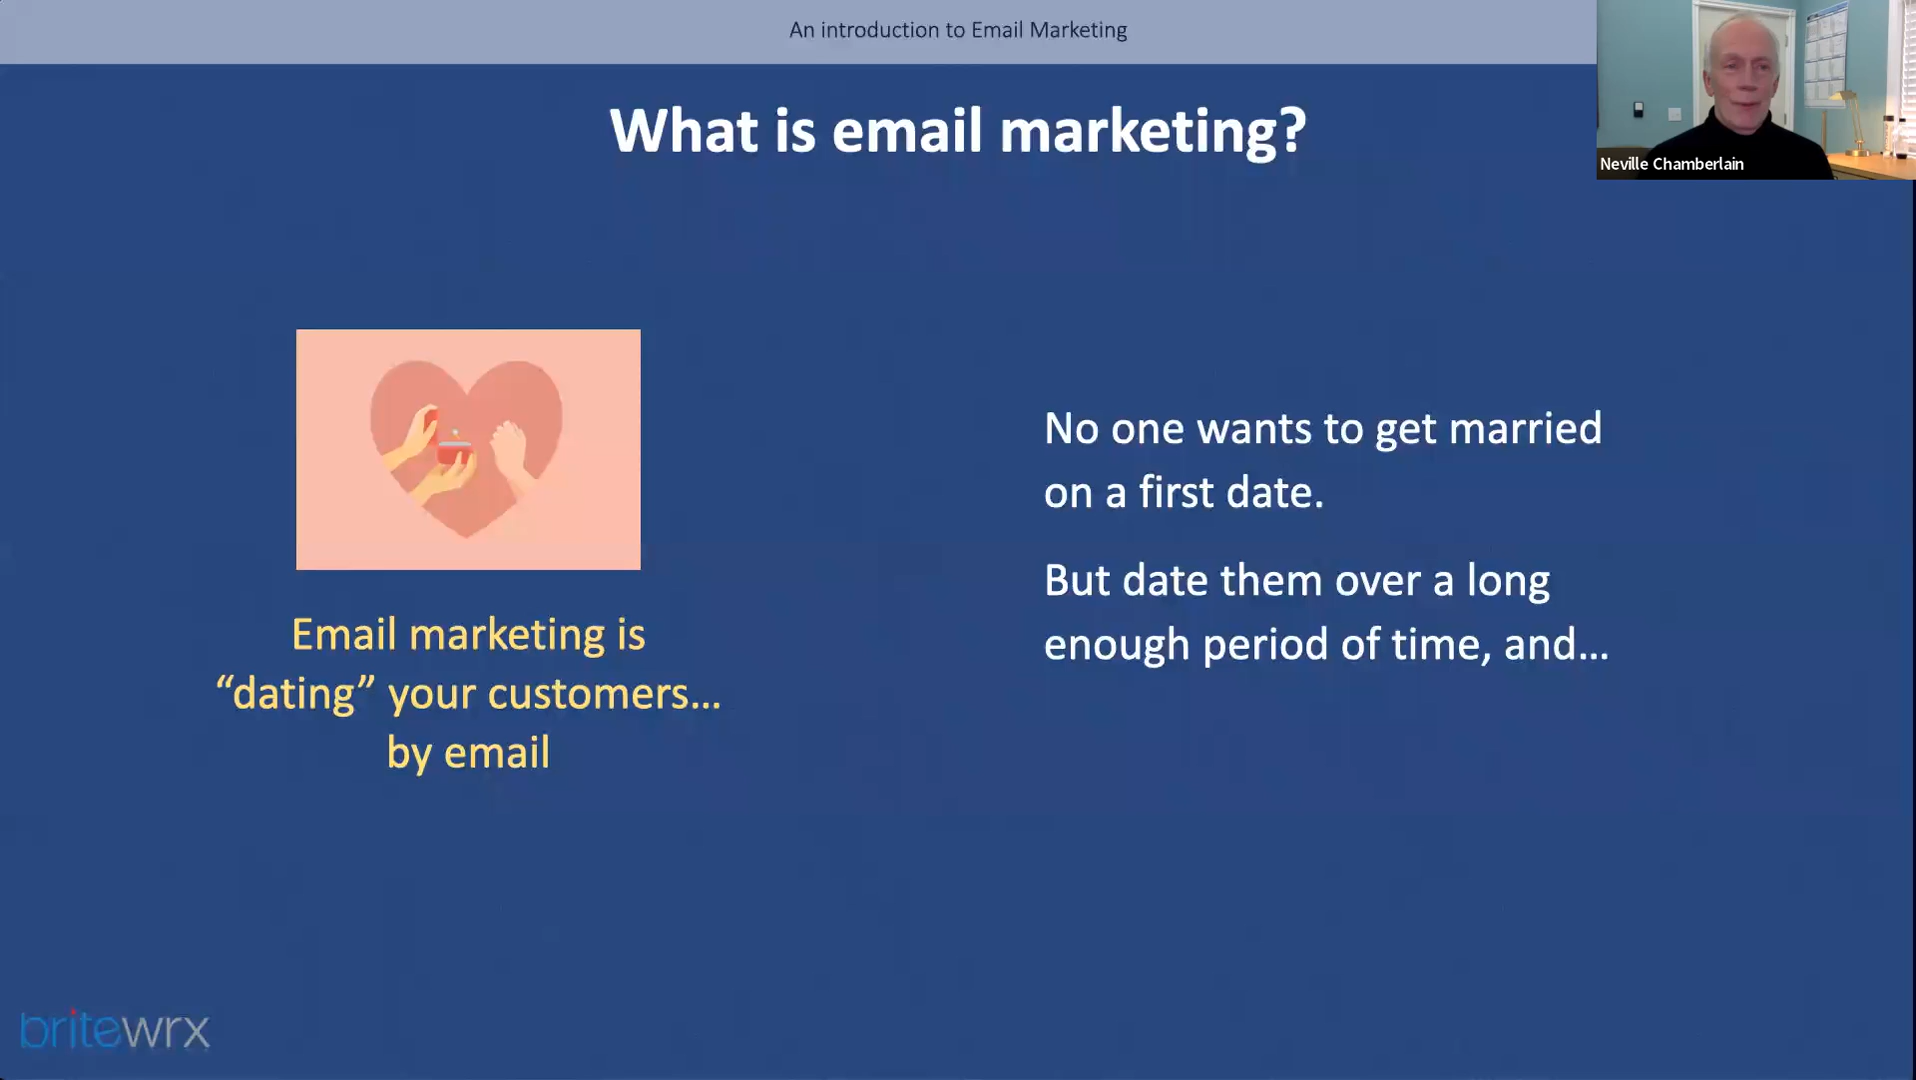 An introduction to Email Marketing
What is email marketing?
Neville Chamberlain
Email marketing is
“dating” your customers...
by email
No one wants to get married
on a first date.
But date them over a long
enough period of time, and...
britewrx